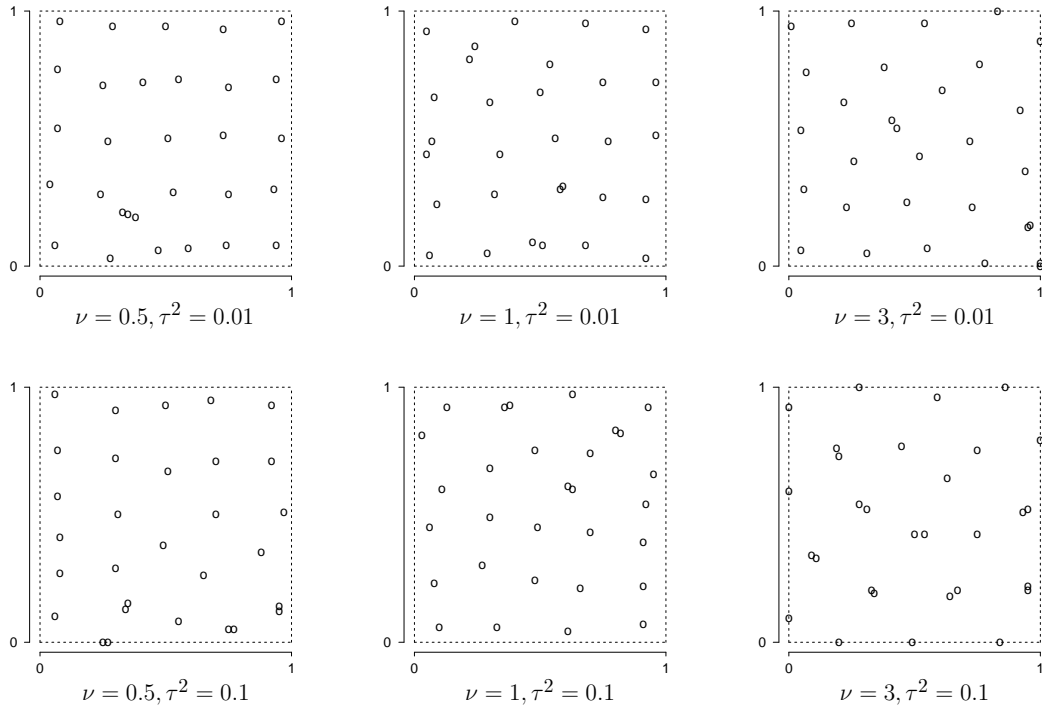 1 1 1
0 0 0
0 1 0 1 0 1
ν = 0.5, τ² = 0.01 ν = 1, τ² = 0.01 ν = 3, τ² = 0.01
1 1 1
0 0 0
0 1 0 1 0 1
ν = 0.5, τ² = 0.1 ν = 1, τ² = 0.1 ν = 3, τ² = 0.1